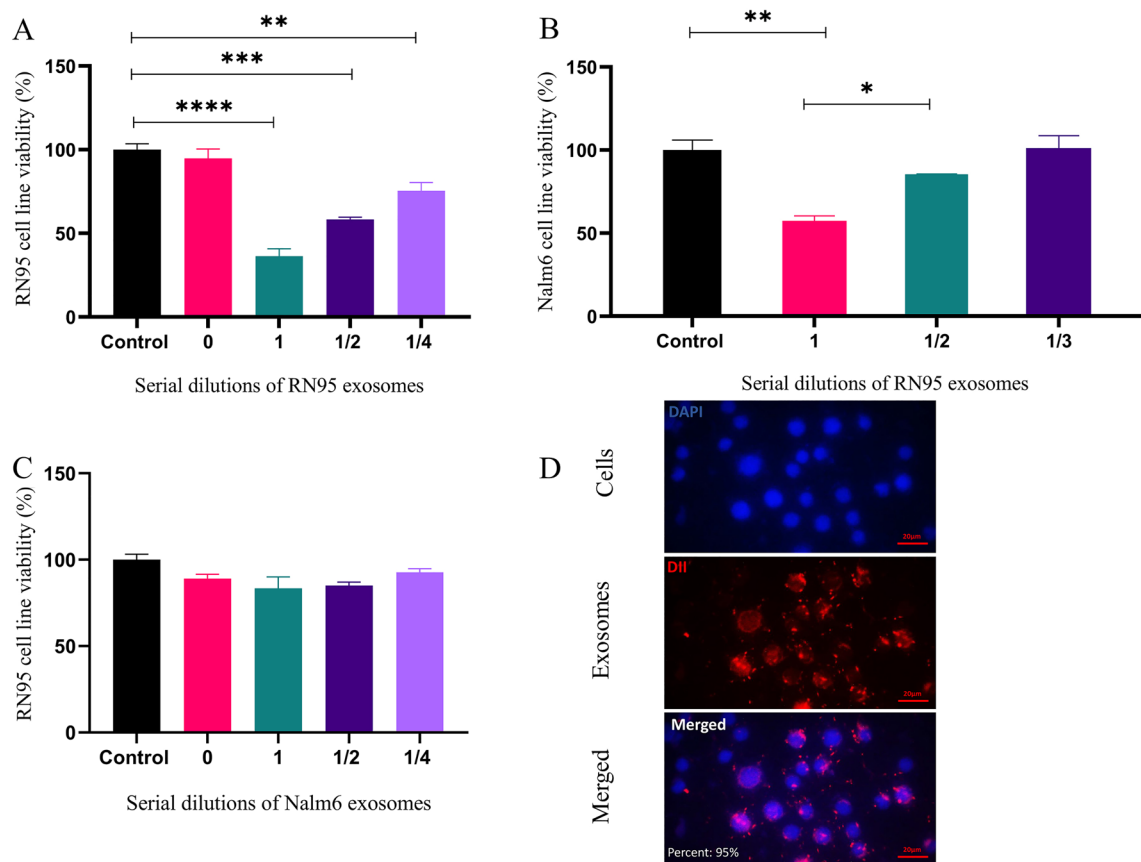 A
**
***
****
RN95 cell line viability (%)
150
100
50
0
Control 0 1 1/2 1/4
Serial dilutions of RN95 exosomes
B
**
*
Nalm6 cell line viability (%)
150
100
50
0
Control 1 1/2 1/3
Serial dilutions of RN95 exosomes
C
RN95 cell line viability (%)
150
100
50
0
Control 0 1 1/2 1/4
Serial dilutions of Nalm6 exosomes
D
Cells
DAPI
20μm
Exosomes
DII
20μm
Merged
Merged
Percent: 95%
20μm